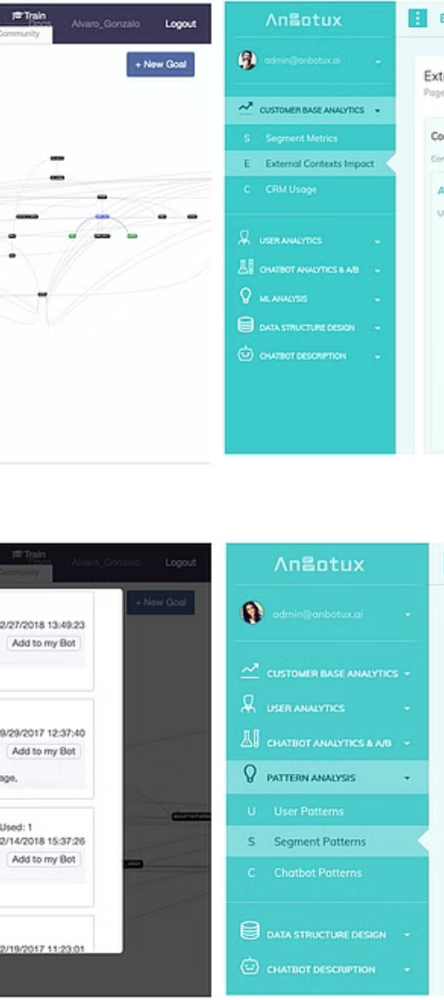 Train
Docs
Community
Alvaro_Gonzalo
Logout
+ New Goal
AnBotux
admin@anbotux.ai
CUSTOMER BASE ANALYTICS
S Segment Metrics
E External Contexts Impact
C CRM Usage
USER ANALYTICS
CHATBOT ANALYTICS & A/B
ML ANALYSIS
DATA STRUCTURE DESIGN
CHATBOT DESCRIPTION
E
Exte
Page
Co
Con
A
U
Train
Docs
Community
Alvaro_Gonzalo
Logout
+ New Goal
2/27/2018 13:49:23
Add to my Bot
9/29/2017 12:37:40
Add to my Bot
age,
Used: 1
2/14/2018 15:37:26
Add to my Bot
2/19/2017 11:23:01
AnBotux
admin@anbotux.ai
CUSTOMER BASE ANALYTICS
USER ANALYTICS
CHATBOT ANALYTICS & A/B
PATTERN ANALYSIS
U User Patterns
S Segment Patterns
C Chatbot Patterns
DATA STRUCTURE DESIGN
CHATBOT DESCRIPTION